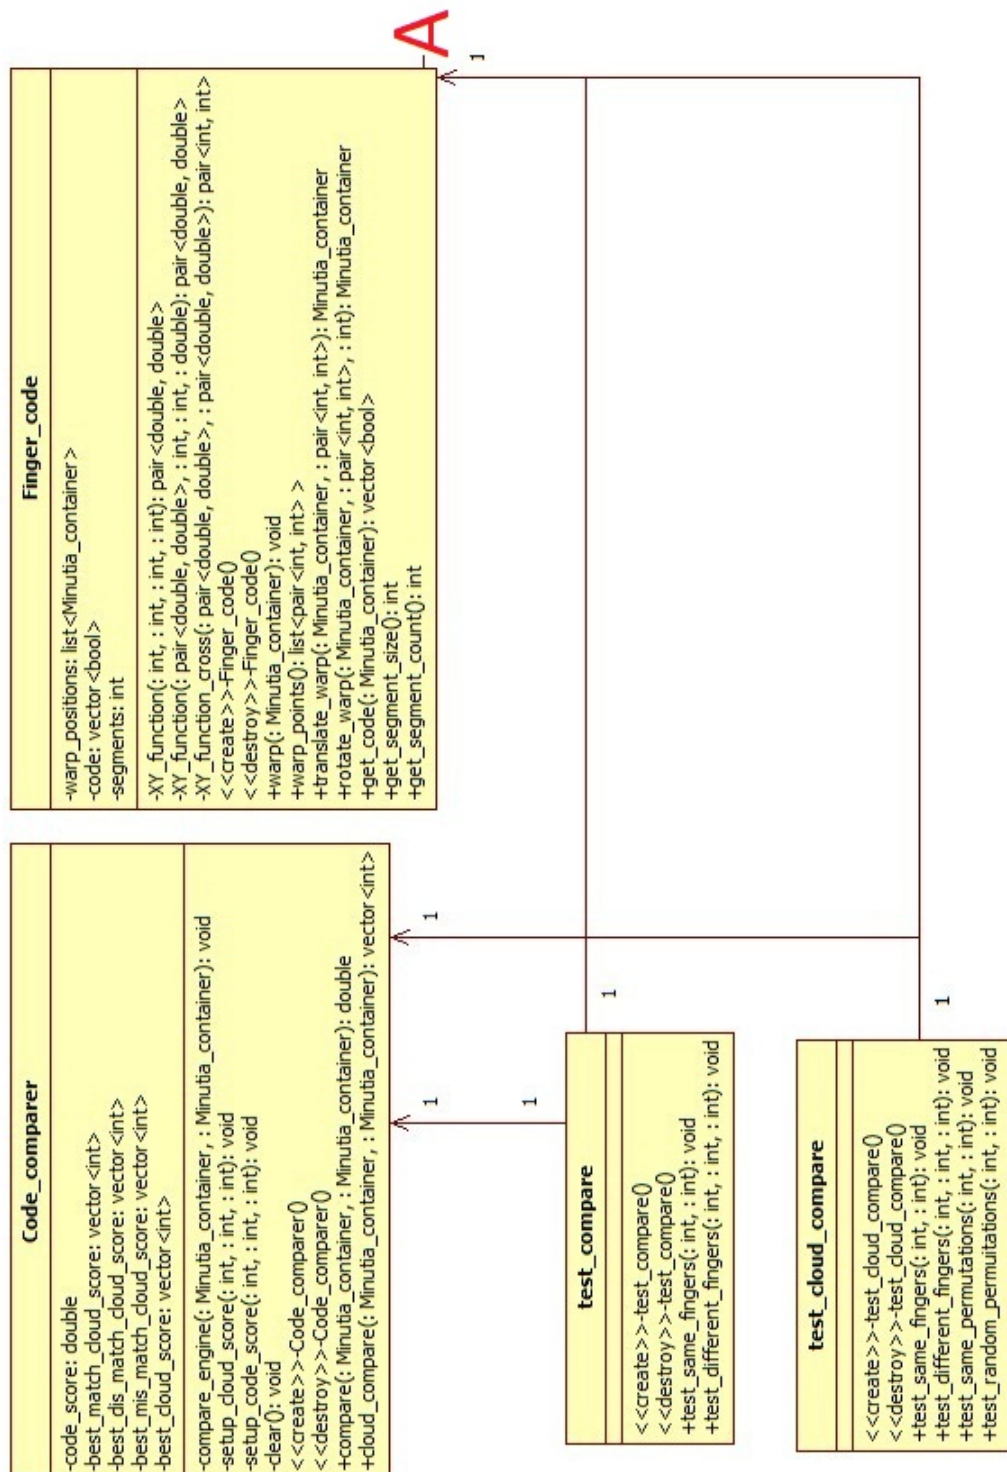 Finger_code
-warp_positions: list<Minutia_container>
-code: vector<bool>
-segments: int
-XY_function(: int, : int, : int): pair<double, double>
-XY_function(: pair<double, double>, : int, : int, : double): pair<double, double>
-XY_function_cross(: pair<double, double>, : pair<double, double>): pair<int, int>
<<create>>-Finger_code()
<<destroy>>-Finger_code()
+warp(: Minutia_container): void
+warp_points(): list<pair<int, int> >
+translate_warp(: Minutia_container, : pair<int, int>): Minutia_container
+rotate_warp(: Minutia_container, : pair<int, int>, : int): Minutia_container
+get_code(: Minutia_container): vector<bool>
+get_segment_size(): int
+get_segment_count(): int
A
1
Code_comparer
-code_score: double
-best_match_cloud_score: vector<int>
-best_dis_match_cloud_score: vector<int>
-best_mis_match_cloud_score: vector<int>
-best_cloud_score: vector<int>
-compare_engine(: Minutia_container, : Minutia_container): void
-setup_cloud_score(: int, : int): void
-setup_code_score(: int, : int): void
-clear(): void
<<create>>-Code_comparer()
<<destroy>>-Code_comparer()
+compare(: Minutia_container, : Minutia_container): double
+cloud_compare(: Minutia_container, : Minutia_container): vector<int>
1
1
1
1
test_compare
<<create>>-test_compare()
<<destroy>>-test_compare()
+test_same_fingers(: int, : int): void
+test_different_fingers(: int, : int, : int): void
1
test_cloud_compare
<<create>>-test_cloud_compare()
<<destroy>>-test_cloud_compare()
+test_same_fingers(: int, : int): void
+test_different_fingers(: int, : int, : int): void
+test_same_permutations(: int, : int): void
+test_random_permuitations(: int, : int, : int): void